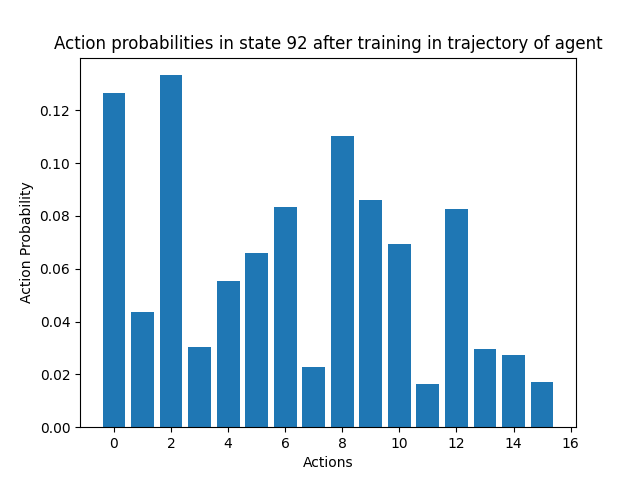 Action probabilities in state 92 after training in trajectory of agent
0.12
0.10
0.08
0.06
0.04
0.02
0.00
Action Probability
0 2 4 6 8 10 12 14 16
Actions